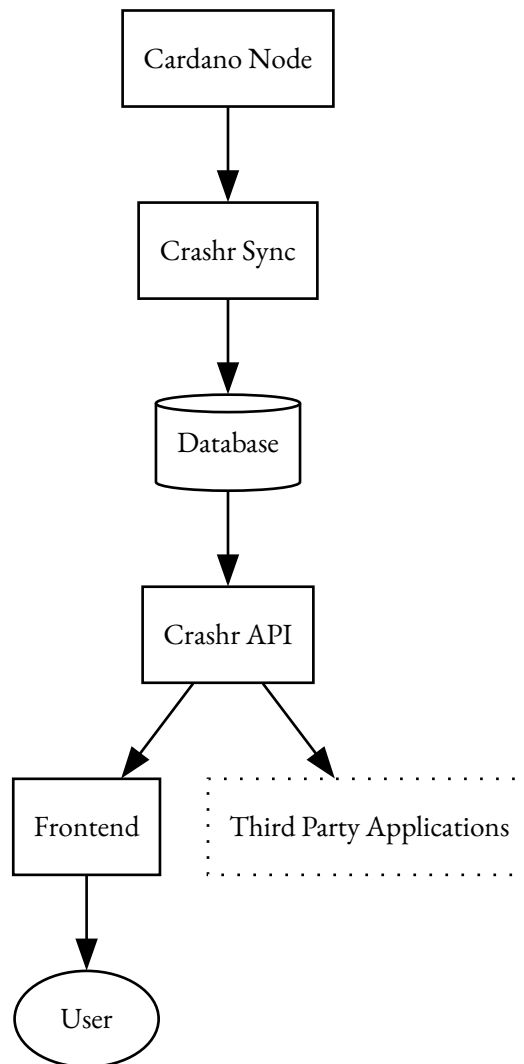 Cardano Node
Crashr Sync
Database
Crashr API
Frontend
Third Party Applications
User